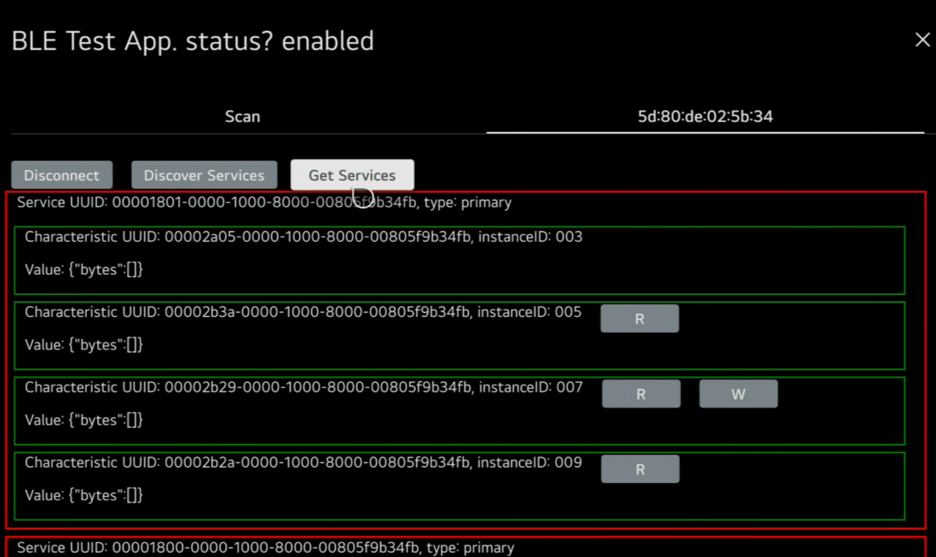 BLE Test App. status? enabled
Scan
5d:80:de:02:5b:34
Disconnect
Discover Services
Get Services
Service UUID: 00001801-0000-1000-8000-00805f9b34fb, type: primary
Characteristic UUID: 00002a05-0000-1000-8000-00805f9b34fb, instanceID: 003
Value: {"bytes":[]}
Characteristic UUID: 00002b3a-0000-1000-8000-00805f9b34fb, instanceID: 005
R
Value: {"bytes":[]}
Characteristic UUID: 00002b29-0000-1000-8000-00805f9b34fb, instanceID: 007
R
W
Value: {"bytes":[]}
Characteristic UUID: 00002b2a-0000-1000-8000-00805f9b34fb, instanceID: 009
R
Value: {"bytes":[]}
Service UUID: 00001800-0000-1000-8000-00805f9b34fb, type: primary